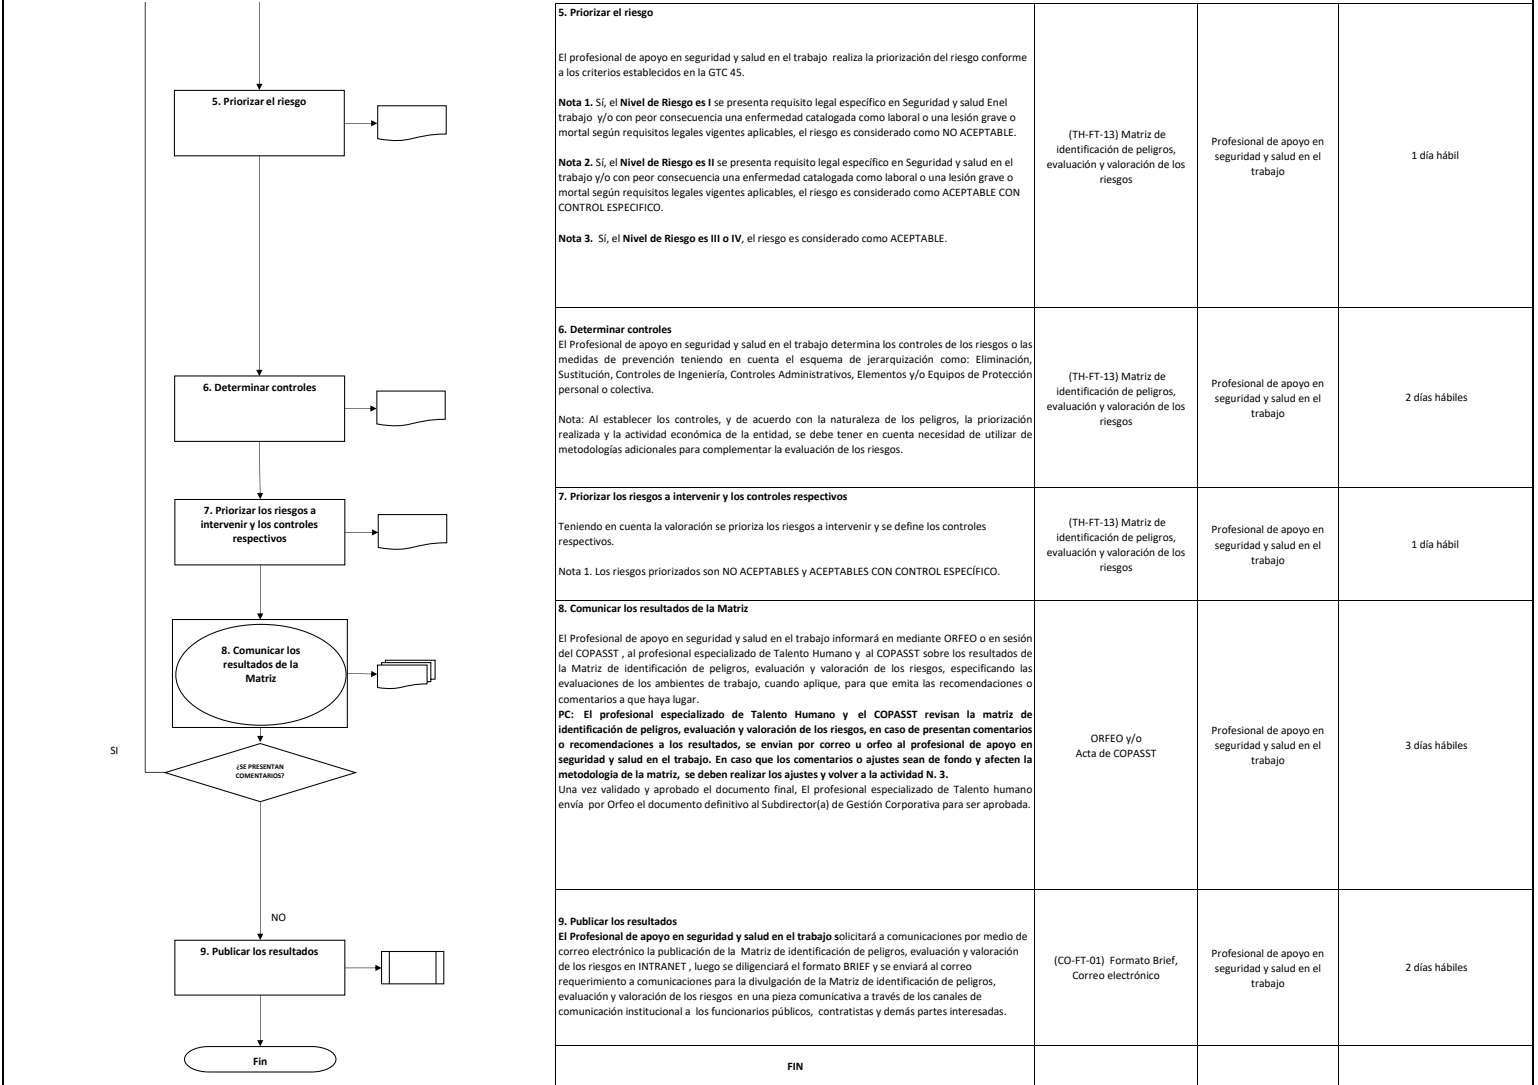 5. Priorizar el riesgo
5. Priorizar el riesgo
El profesional de apoyo en seguridad y salud en el trabajo  realiza la priorización del riesgo conforme
a los criterios establecidos en la GTC 45.
Nota 1. Sí, el Nivel de Riesgo es I se presenta requisito legal específico en Seguridad y salud Enel
trabajo  y/o con peor consecuencia una enfermedad catalogada como laboral o una lesión grave o
mortal según requisitos legales vigentes aplicables, el riesgo es considerado como NO ACEPTABLE.
Nota 2. Sí, el Nivel de Riesgo es II se presenta requisito legal específico en Seguridad y salud en el
trabajo y/o con peor consecuencia una enfermedad catalogada como laboral o una lesión grave o
mortal según requisitos legales vigentes aplicables, el riesgo es considerado como ACEPTABLE CON
CONTROL ESPECIFICO.
Nota 3.  Sí, el Nivel de Riesgo es III o IV, el riesgo es considerado como ACEPTABLE.
(TH-FT-13) Matriz de
identificación de peligros,
evaluación y valoración de los
riesgos
Profesional de apoyo en
seguridad y salud en el
trabajo
1 día hábil
6. Determinar controles
6. Determinar controles
El Profesional de apoyo en seguridad y salud en el trabajo determina los controles de los riesgos o las
medidas de prevención teniendo en cuenta el esquema de jerarquización como: Eliminación,
Sustitución, Controles de Ingeniería, Controles Administrativos, Elementos y/o Equipos de Protección
personal o colectiva.
Nota: Al establecer los controles, y de acuerdo con la naturaleza de los peligros, la priorización
realizada y la actividad económica de la entidad, se debe tener en cuenta necesidad de utilizar de
metodologías adicionales para complementar la evaluación de los riesgos.
(TH-FT-13) Matriz de
identificación de peligros,
evaluación y valoración de los
riesgos
Profesional de apoyo en
seguridad y salud en el
trabajo
2 días hábiles
7. Priorizar los riesgos a
intervenir y los controles
respectivos
7. Priorizar los riesgos a intervenir y los controles respectivos
Teniendo en cuenta la valoración se prioriza los riesgos a intervenir y se define los controles
respectivos.
Nota 1. Los riesgos priorizados son NO ACEPTABLES y ACEPTABLES CON CONTROL ESPECÍFICO.
(TH-FT-13) Matriz de
identificación de peligros,
evaluación y valoración de los
riesgos
Profesional de apoyo en
seguridad y salud en el
trabajo
1 día hábil
8. Comunicar los
resultados de la
Matriz
SI
¿SE PRESENTAN
COMENTARIOS?
NO
8. Comunicar los resultados de la Matriz
El Profesional de apoyo en seguridad y salud en el trabajo informará en mediante ORFEO o en sesión
del COPASST , al profesional especializado de Talento Humano y  al COPASST sobre los resultados de
la Matriz de identificación de peligros, evaluación y valoración de los riesgos, especificando las
evaluaciones de los ambientes de trabajo, cuando aplique, para que emita las recomendaciones o
comentarios a que haya lugar.
PC: El profesional especializado de Talento Humano y el COPASST revisan la matriz de
identificación de peligros, evaluación y valoración de los riesgos, en caso de presentan comentarios
o recomendaciones a los resultados, se envian por correo u orfeo al profesional de apoyo en
seguridad y salud en el trabajo. En caso que los comentarios o ajustes sean de fondo y afecten la
metodologia de la matriz,  se deben realizar los ajustes y volver a la actividad N. 3.
Una vez validado y aprobado el documento final, El profesional especializado de Talento humano
envía  por Orfeo el documento definitivo al Subdirector(a) de Gestión Corporativa para ser aprobada.
ORFEO y/o
Acta de COPASST
Profesional de apoyo en
seguridad y salud en el
trabajo
3 días hábiles
9. Publicar los resultados
9. Publicar los resultados
El Profesional de apoyo en seguridad y salud en el trabajo solicitará a comunicaciones por medio de
correo electrónico la publicación de la  Matriz de identificación de peligros, evaluación y valoración
de los riesgos en INTRANET , luego se diligenciará el formato BRIEF y se enviará al correo
requerimiento a comunicaciones para la divulgación de la Matriz de identificación de peligros,
evaluación y valoración de los riesgos  en una pieza comunicativa a través de los canales de
comunicación institucional a  los funcionarios públicos,  contratistas y demás partes interesadas.
(CO-FT-01)  Formato Brief,
Correo electrónico
Profesional de apoyo en
seguridad y salud en el
trabajo
2 días hábiles
Fin
FIN